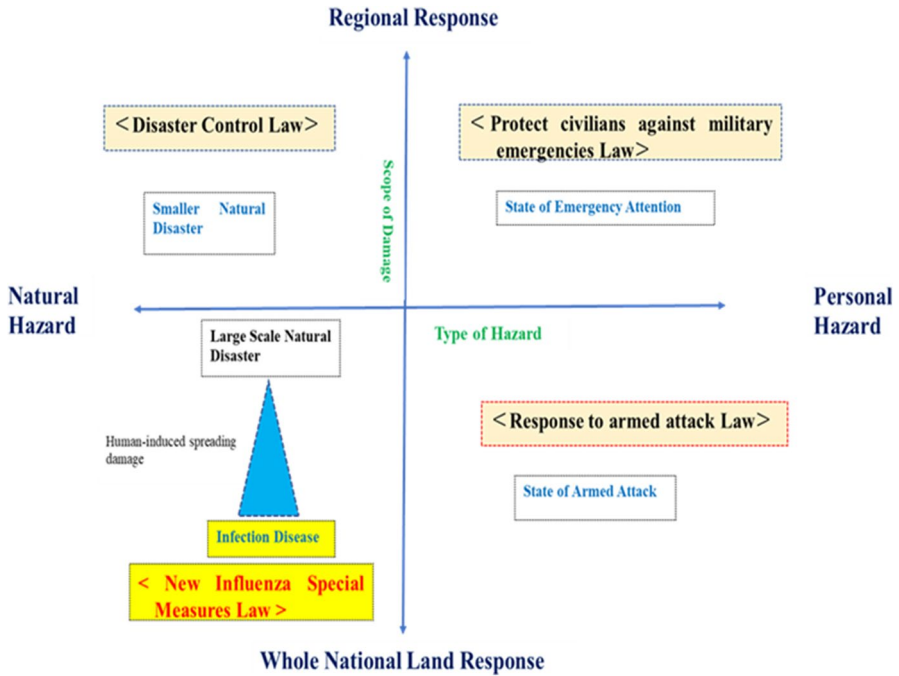 Regional Response
<Disaster Control Law>
< Protect civilians against military
emergencies Law>
Scope of Damage
Smaller Natural
Disaster
State of Emergency Attention
Natural
Hazard
Personal
Hazard
Type of Hazard
Large Scale Natural
Disaster
<Response to armed attack Law>
Human-induced spreading
damage
State of Armed Attack
Infection Disease
< New Influenza Special
Measures Law >
Whole National Land Response